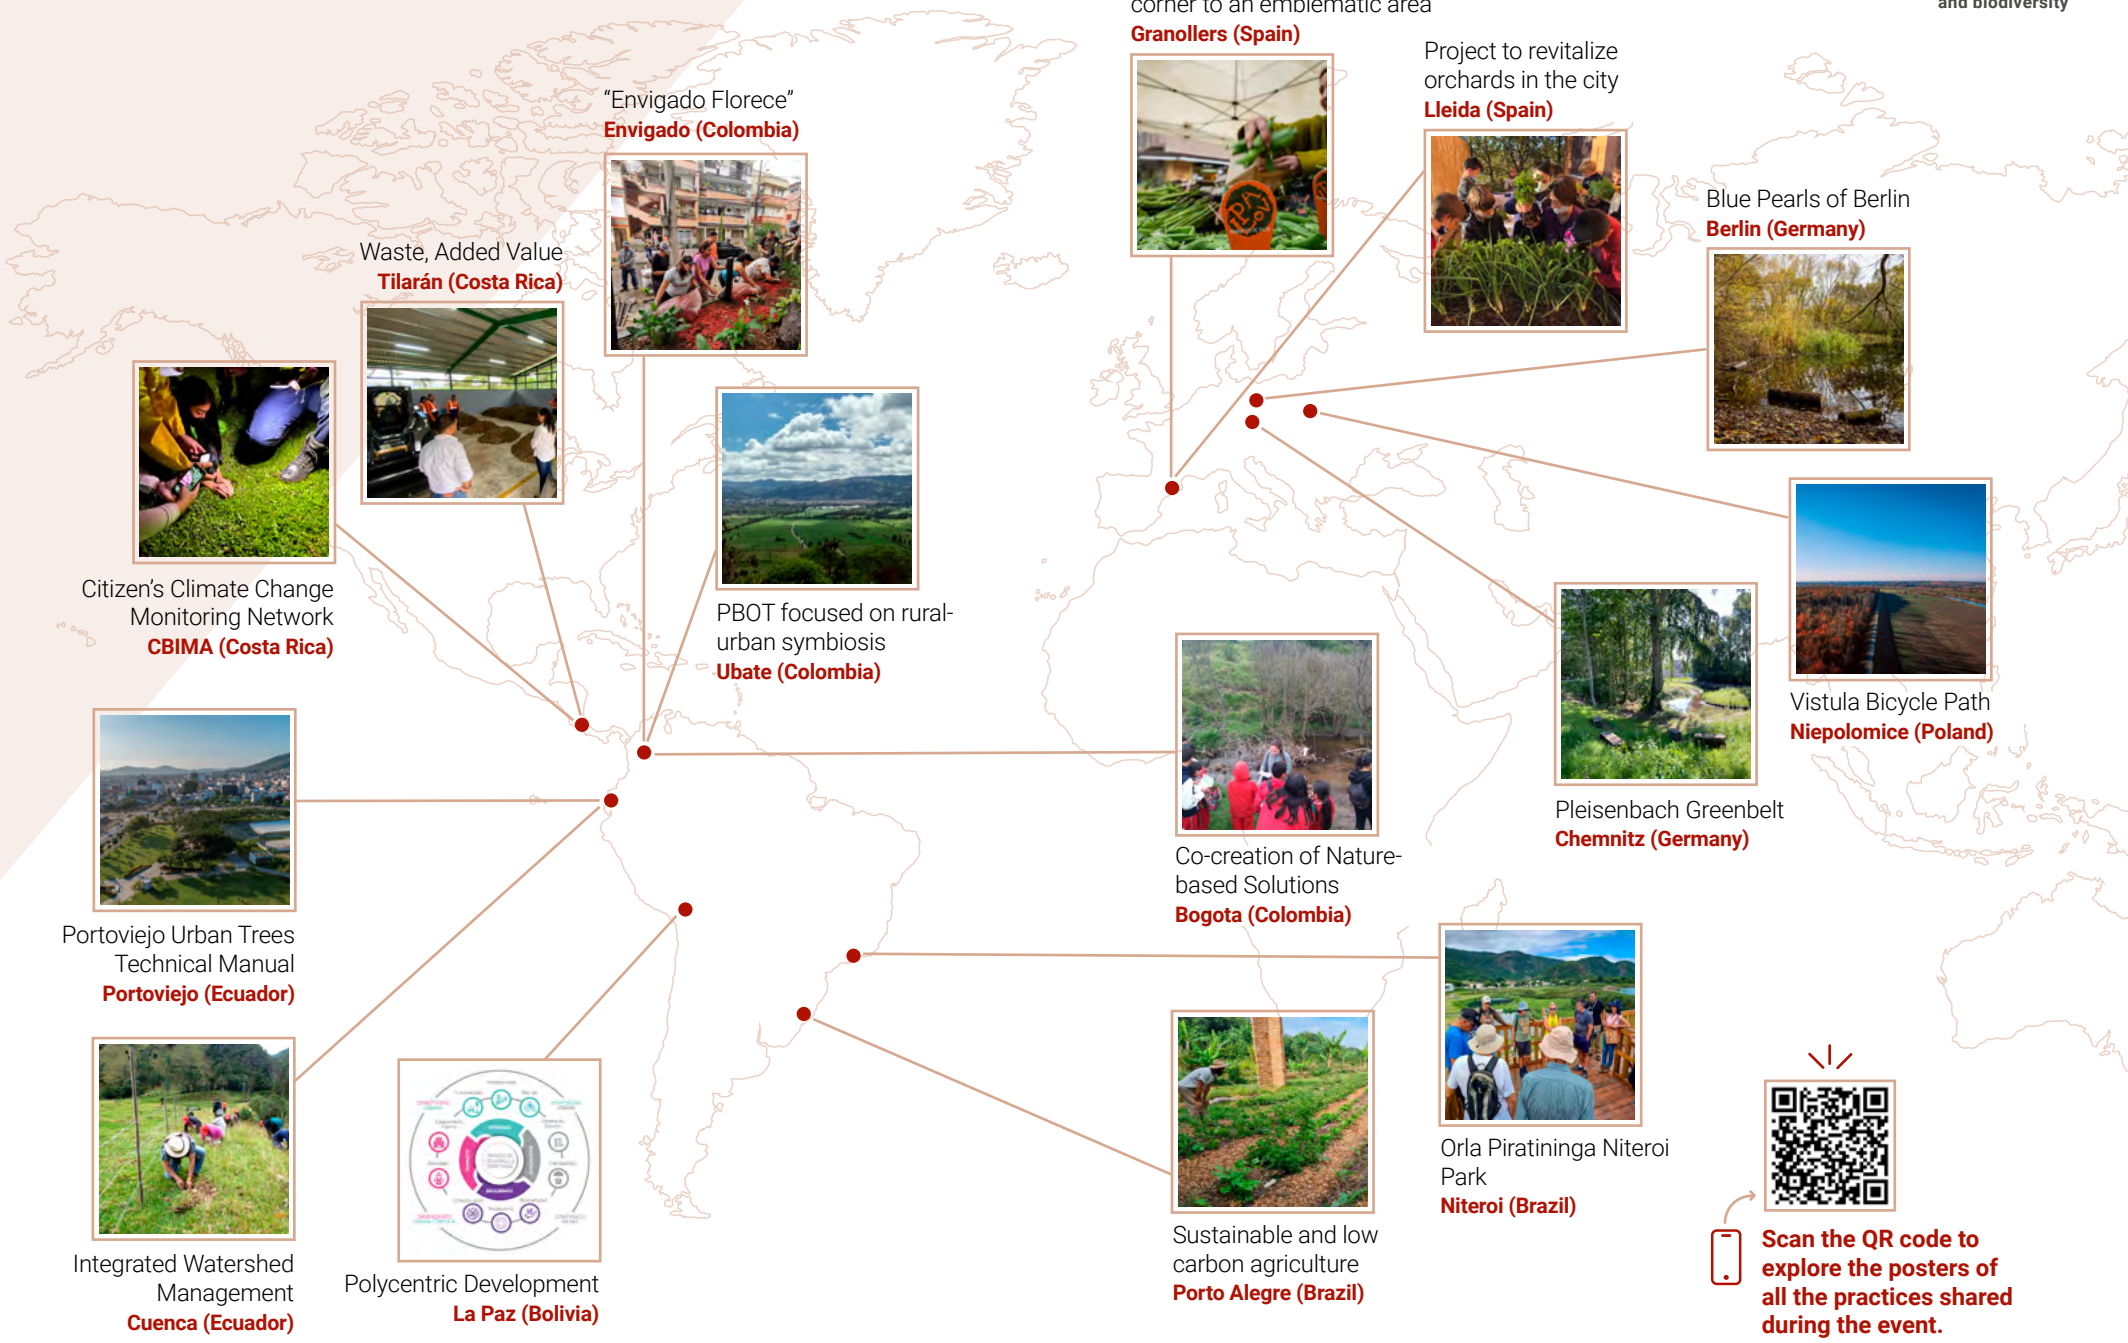 corner to an emblematic area
Granollers (Spain)
and biodiversity
Project to revitalize
orchards in the city
Lleida (Spain)
"Envigado Florece"
Envigado (Colombia)
Blue Pearls of Berlin
Berlin (Germany)
Waste, Added Value
Tilarán (Costa Rica)
Citizen's Climate Change
Monitoring Network
CBIMA (Costa Rica)
PBOT focused on rural-
urban symbiosis
Ubate (Colombia)
Vistula Bicycle Path
Niepolomice (Poland)
Pleisenbach Greenbelt
Chemnitz (Germany)
Co-creation of Nature-
based Solutions
Bogota (Colombia)
Portoviejo Urban Trees
Technical Manual
Portoviejo (Ecuador)
Orla Piratininga Niteroi
Park
Niteroi (Brazil)
Integrated Watershed
Management
Cuenca (Ecuador)
Polycentric Development
La Paz (Bolivia)
Sustainable and low
carbon agriculture
Porto Alegre (Brazil)
Scan the QR code to
explore the posters of
all the practices shared
during the event.